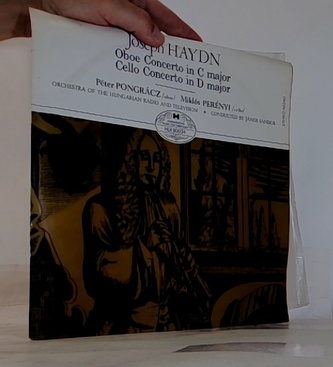 Joseph HAYDN
Oboe Concerto in C major
Cello Concerto in D major
Péter PONGRÁCZ (oboe) Miklós PERÉNYI (cello)
ORCHESTRA OF THE HUNGARIAN RADIO AND TELEVISION • CONDUCTED BY JÁNOS SÁNDOR